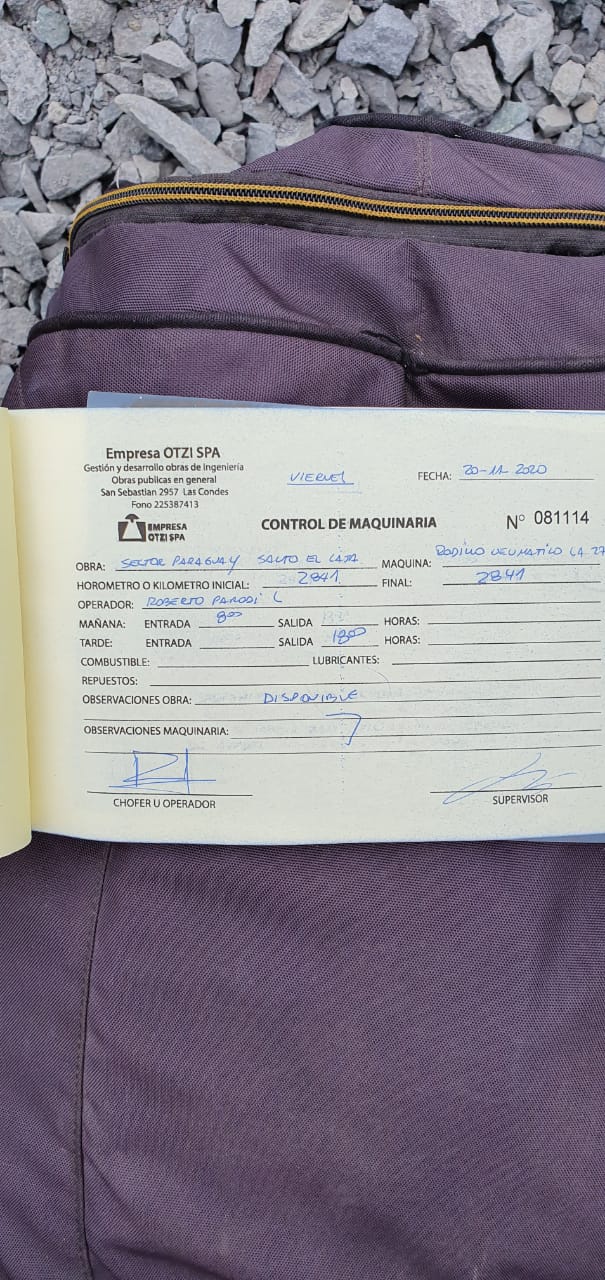 Empresa OTZI SPA
Gestión y desarrollo obras de Ingeniería
Obras publicas en general
San Sebastian 2957 Las Condes
Fono 225387413
EMPRESA
OTZI SPA
VIERNES
FECHA: 20-11-2020
CONTROL DE MAQUINARIA
N° 081114
OBRA: SECTOR PARAGUAY SALTO EL LAJA MAQUINA: RODILLO NEUMATICO LA 27
HOROMETRO O KILOMETRO INICIAL: 2841 FINAL: 2841
OPERADOR: ROBERTO PARODI L
MAÑANA: ENTRADA 8:00 SALIDA HORAS:
TARDE: ENTRADA SALIDA 18:00 HORAS:
COMBUSTIBLE: LUBRICANTES:
REPUESTOS:
OBSERVACIONES OBRA: DISPONIBLE
OBSERVACIONES MAQUINARIA:
CHOFER U OPERADOR SUPERVISOR